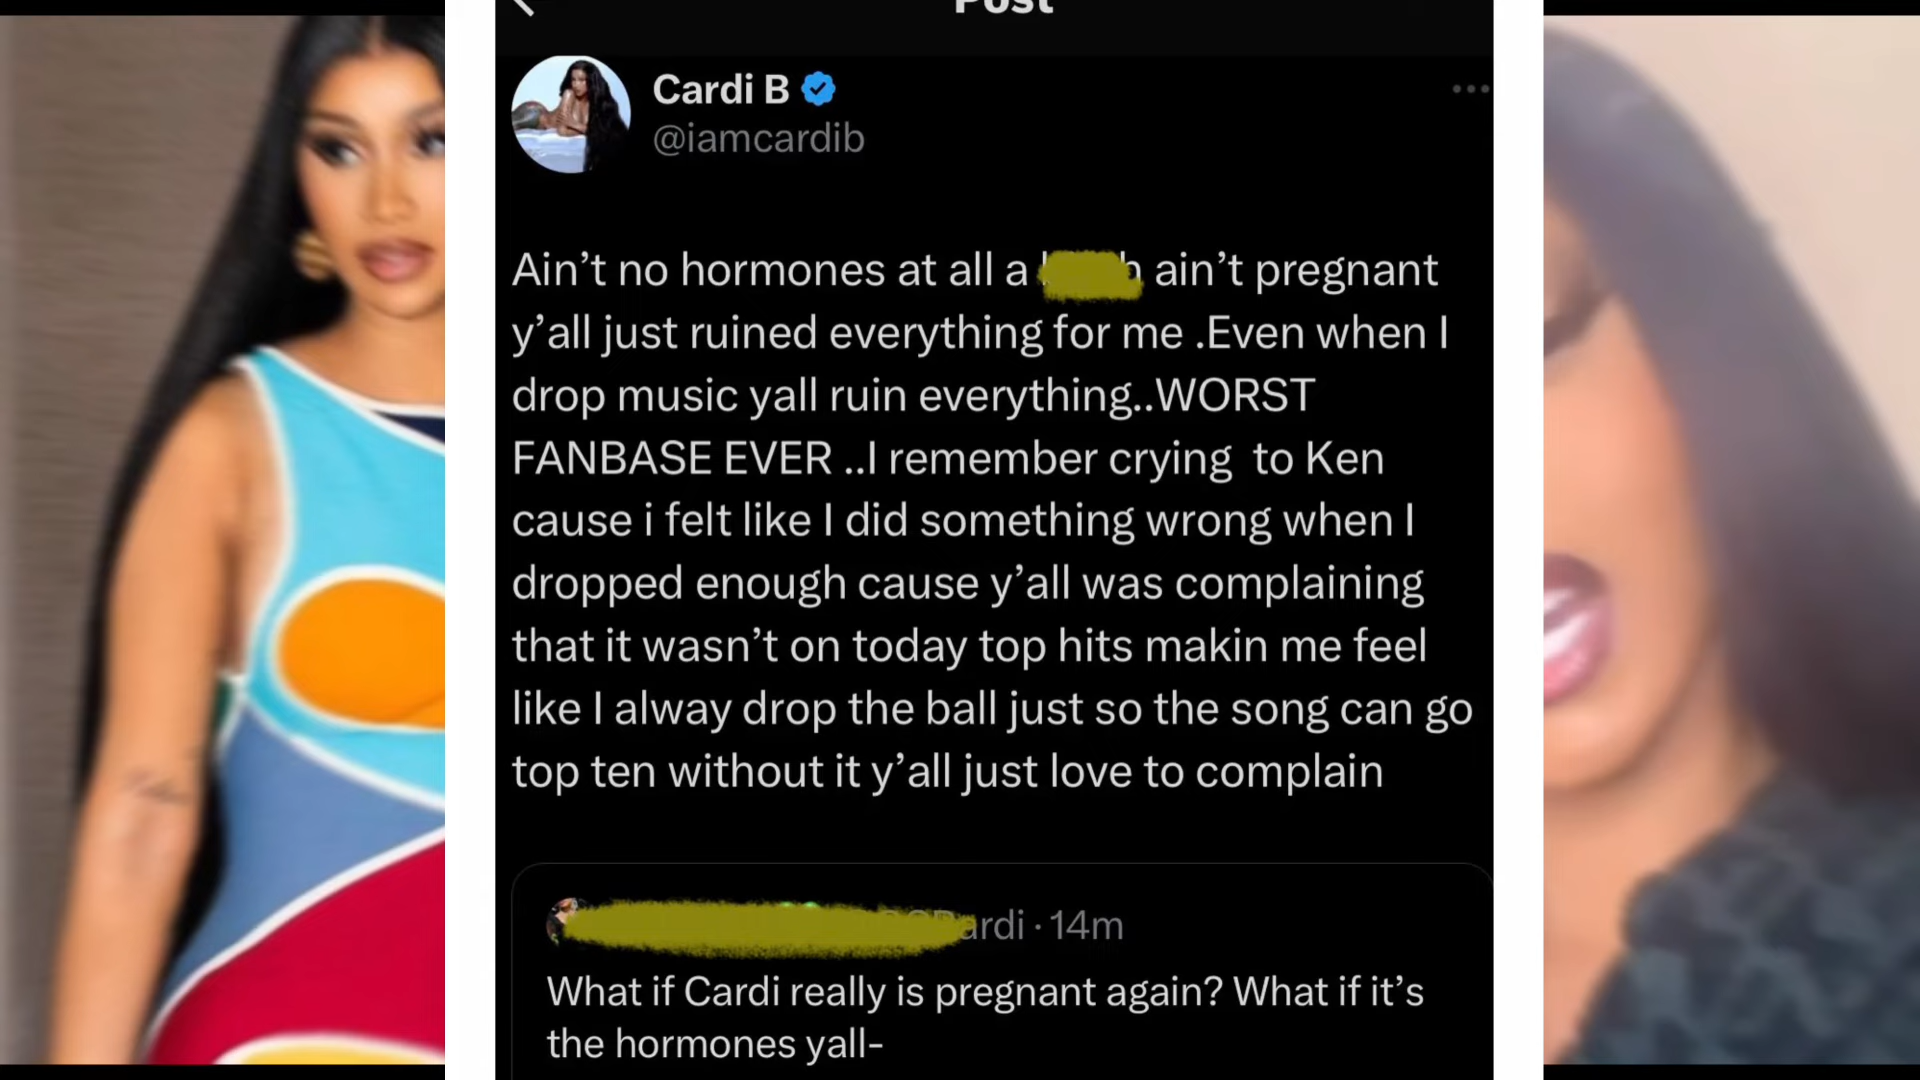 Post
Cardi B
@iamcardib
Ain't no hormones at all a ain't pregnant
y'all just ruined everything for me .Even when I
drop music yall ruin everything..WORST
FANBASE EVER ..I remember crying to Ken
cause i felt like I did something wrong when I
dropped enough cause y'all was complaining
that it wasn't on today top hits makin me feel
like I alway drop the ball just so the song can go
top ten without it y'all just love to complain
ardi · 14m
What if Cardi really is pregnant again? What if it's
the hormones yall-